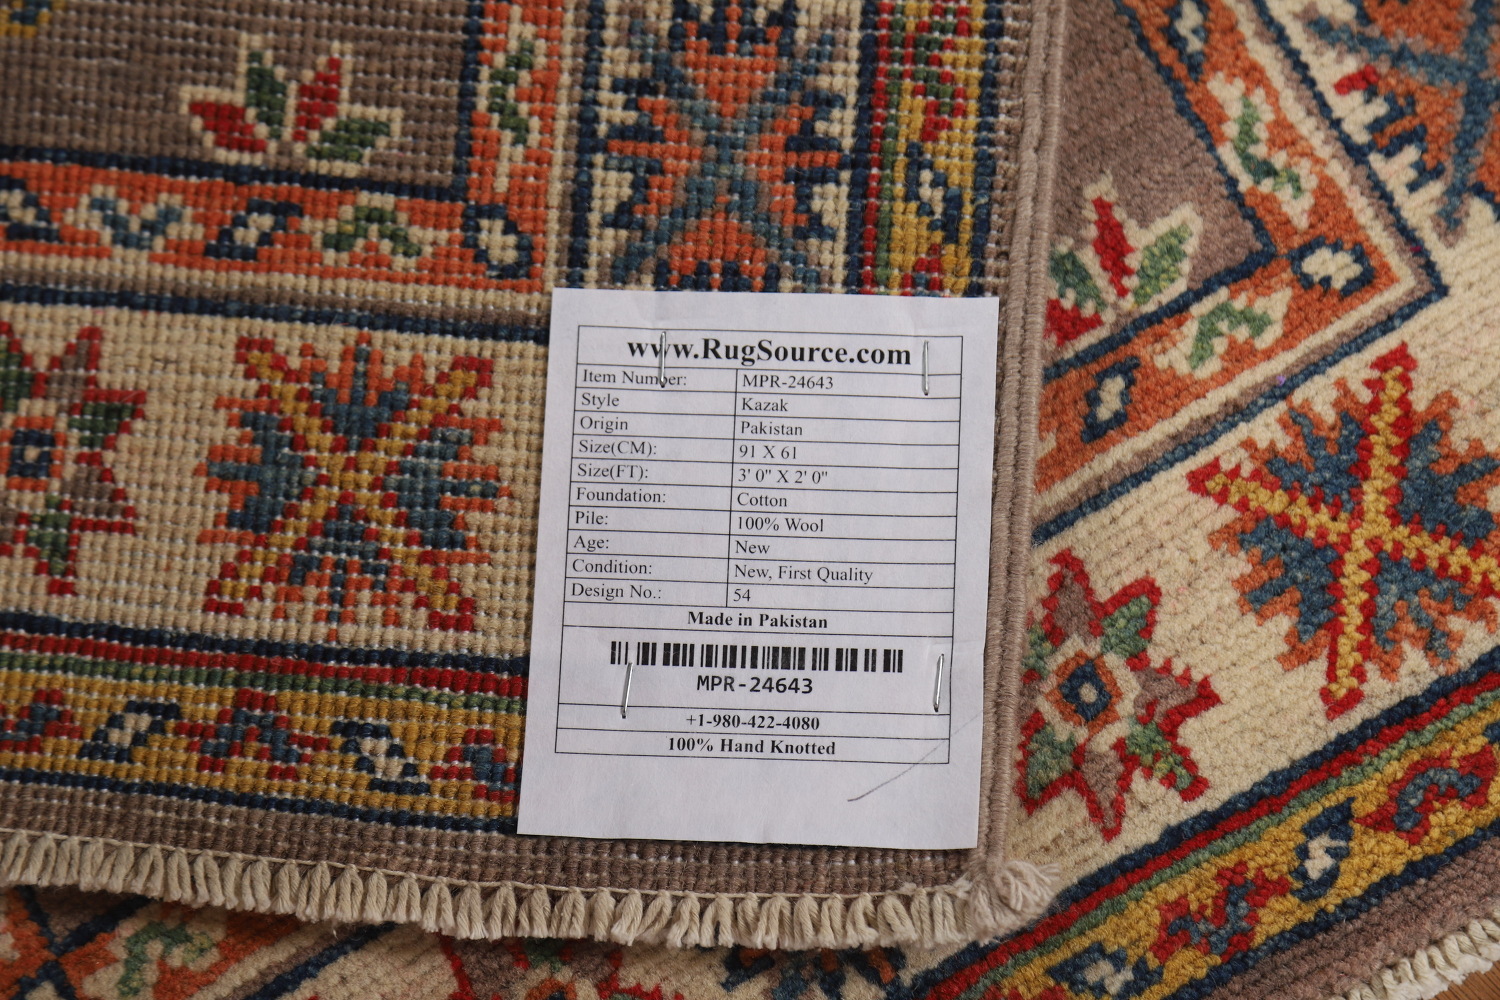 www.RugSource.com
Item Number: MPR-24643
Style Kazak
Origin Pakistan
Size(CM): 91 X 61
Size(FT): 3' 0" X 2' 0"
Foundation: Cotton
Pile: 100% Wool
Age: New
Condition: New, First Quality
Design No.: 54
Made in Pakistan
MPR-24643
+1-980-422-4080
100% Hand Knotted